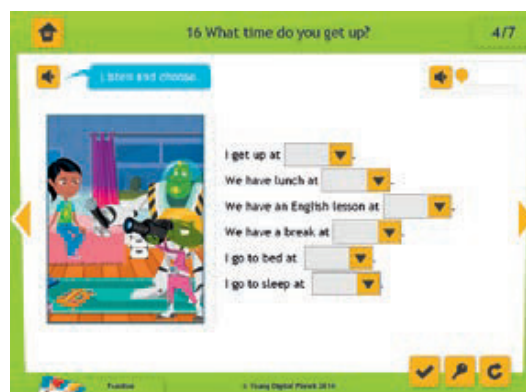 16 What time do you get up?
4/7
Listen and choose.
I get up at
We have lunch at
We have an English lesson at
We have a break at
I go to bed at
I go to sleep at
© Young Digital Planet 2014